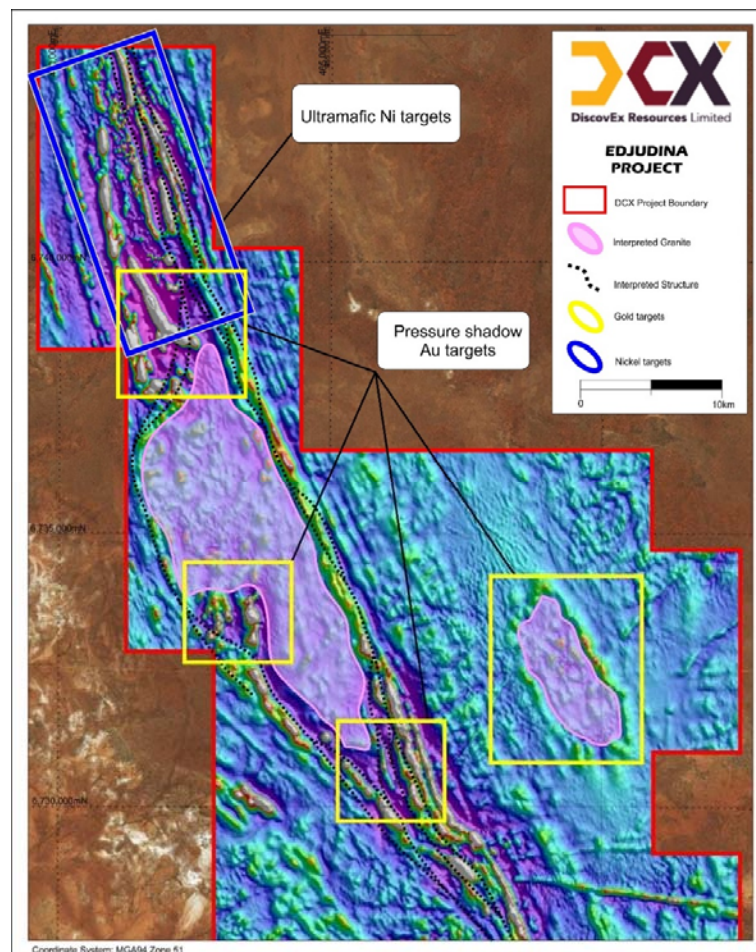 DCX
DiscovEx Resources Limited
EDJUDINA
PROJECT
DCX Project Boundary
Interpreted Granite
Interpreted Structure
Gold targets
Nickel targets
0
10km
Ultramafic Ni targets
Pressure shadow
Au targets
6,735,000mN
6,730,000mN
Coordinate System: MGA94 Zone 51